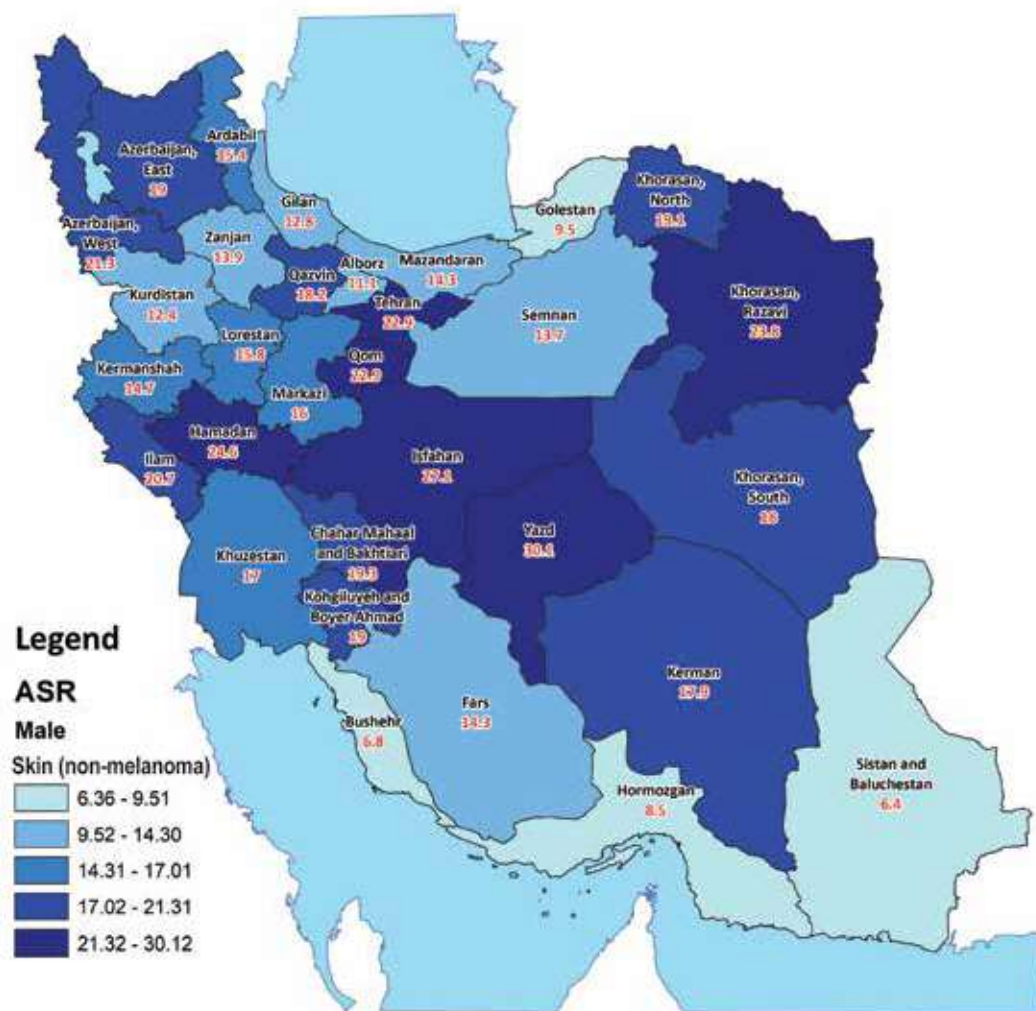 Ardabil
15.4
Azerbaijan,
East
19
Gilan
12.8
Azerbaijan,
West
21.3
Zanjan
13.9
Qazvin
18.2
Alborz
11.1
Mazandaran
14.3
Golestan
9.5
Khorasan,
North
19.1
Kurdistan
12.4
Tehran
Semnan
13.7
Khorasan,
Razavi
23.8
Lorestan
15.8
Kermanshah
14.7
Qom
22.9
Markazi
16
Hamadan
24.6
Ilam
20.7
Isfahan
27.1
Khorasan,
South
18
Yazd
30.1
Khuzestan
17
Chahar Mahaal
and Bakhtiari
19.3
Kohgiluyeh and
Boyer-Ahmad
19
Kerman
17.9
Fars
14.3
Bushehr
6.8
Hormozgan
8.5
Sistan and
Baluchestan
6.4
Legend
ASR
Male
Skin (non-melanoma)
6.36 - 9.51
9.52 - 14.30
14.31 - 17.01
17.02 - 21.31
21.32 - 30.12